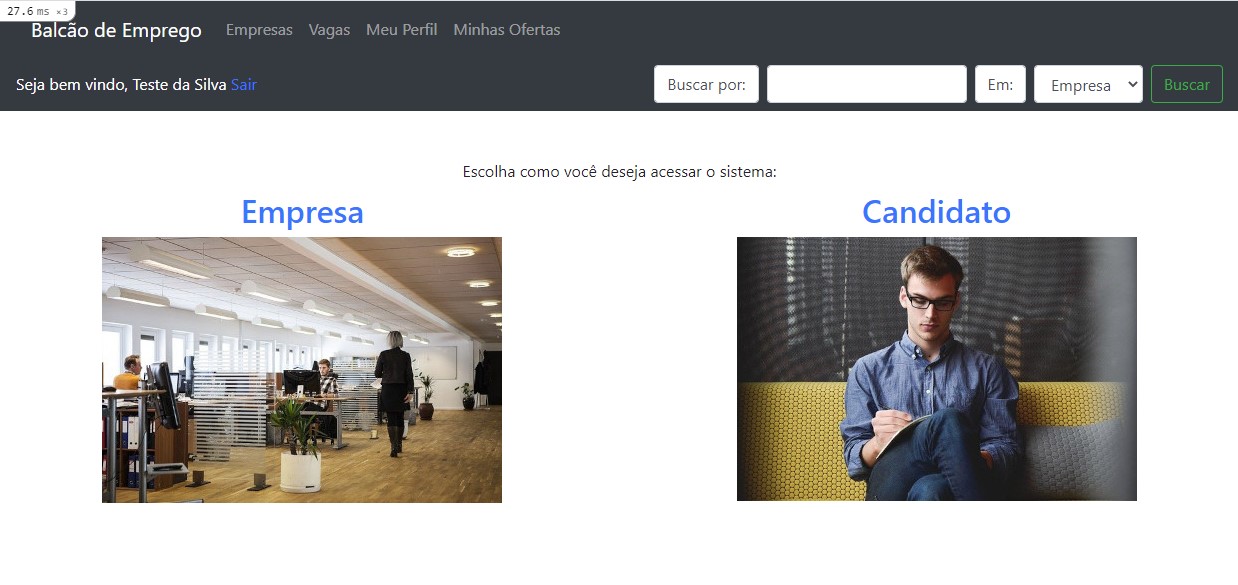 27.6 ms ×3
Balcão de Emprego Empresas Vagas Meu Perfil Minhas Ofertas
Seja bem vindo, Teste da Silva Sair Buscar por: Em: Empresa Buscar
Escolha como você deseja acessar o sistema:
Empresa Candidato